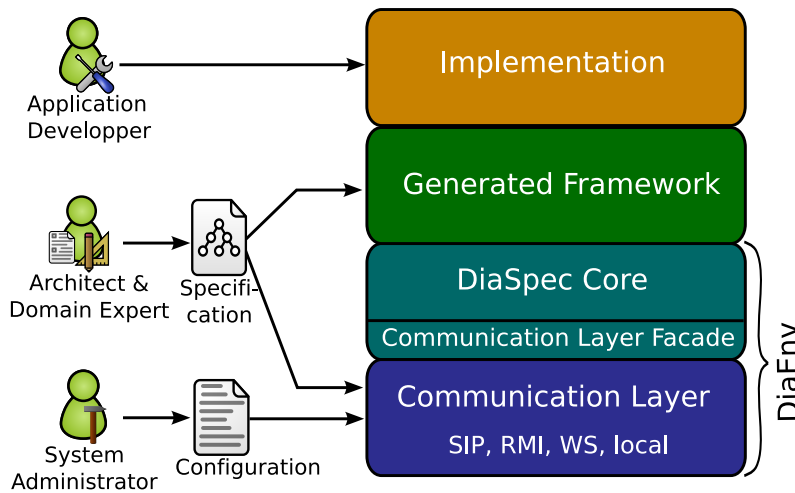 Implementation
Application
Developper
Generated Framework
Architect &
Domain Expert
Specifi-
cation
DiaSpec Core
Communication Layer Facade
DiaEnv
Communication Layer
SIP, RMI, WS, local
System
Administrator
Configuration